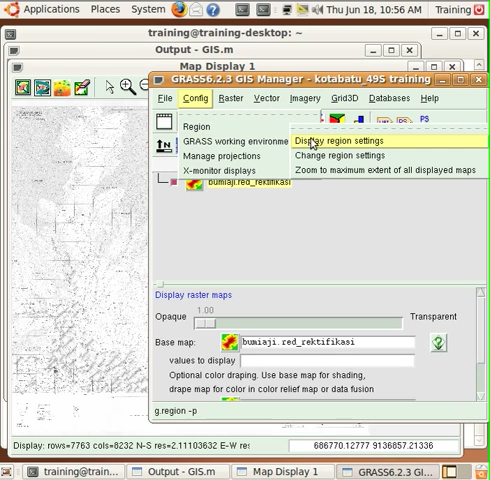 Applications Places System Thu Jun 18, 10:56 AM Training
training@training-desktop: ~
Output - GIS.m
Map Display 1
GRASS6.2.3 GIS Manager - kotabatu_49S training
File Config Raster Vector Imagery Grid3D Databases Help
Region
GRASS working environme
Manage projections
X-monitor displays
Display region settings
Change region settings
Zoom to maximum extent of all displayed maps
bumiaji.red_rektifikasi
Display raster maps
1.00
Opaque Transparent
Base map: bumiaji.red_rektifikasi
values to display
Optional color draping. Use base map for shading,
drape map for color in color relief map or data fusion
g.region -p
Display: rows=7763 cols=8232 N-S res=2.11103632 E-W re
686770.12777 9136857.21336
training@train... Output - GIS.m Map Display 1 GRASS6.2.3 GI...